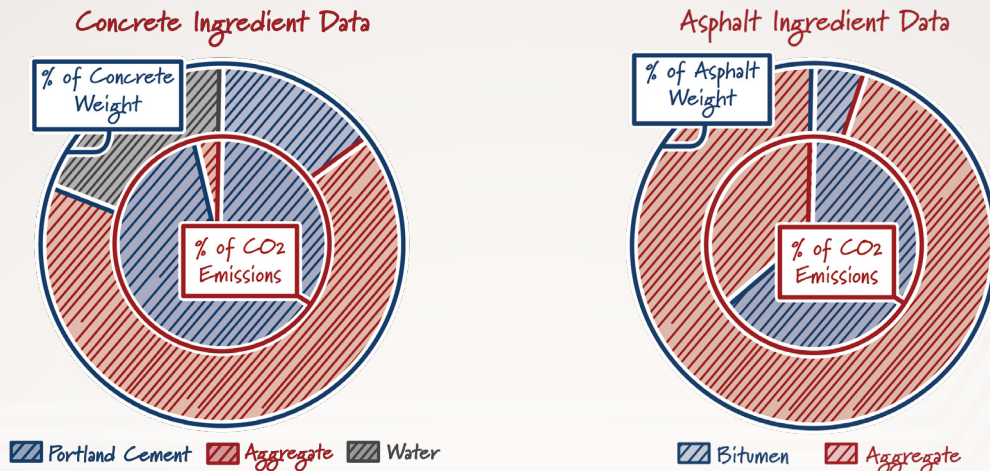 Concrete Ingredient Data
% of Concrete
Weight
% of CO2
Emissions
Portland Cement
Aggregate
Water
Asphalt Ingredient Data
% of Asphalt
Weight
% of CO2
Emissions
Bitumen
Aggregate